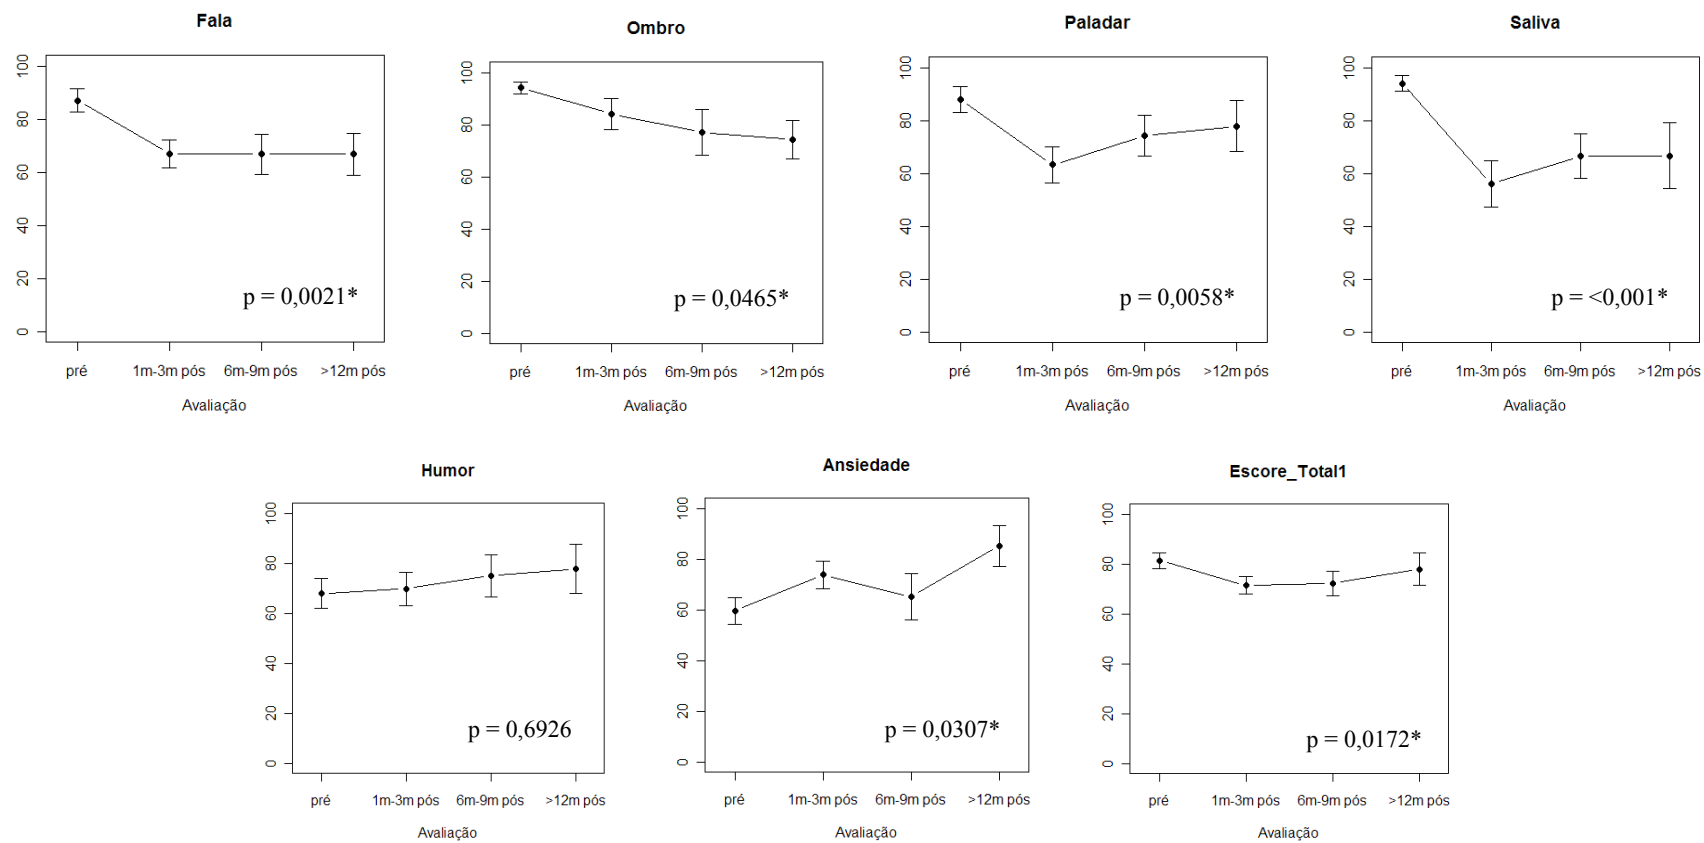 Fala
100
80
60
40
20
0
p = 0,0021*
pré 1m-3m pós 6m-9m pós >12m pós
Avaliação
Ombro
100
80
60
40
20
0
p = 0,0465*
pré 1m-3m pós 6m-9m pós >12m pós
Avaliação
Paladar
100
80
60
40
20
0
p = 0,0058*
pré 1m-3m pós 6m-9m pós >12m pós
Avaliação
Saliva
100
80
60
40
20
0
p = <0,001*
pré 1m-3m pós 6m-9m pós >12m pós
Avaliação
Humor
100
80
60
40
20
0
p = 0,6926
pré 1m-3m pós 6m-9m pós >12m pós
Avaliação
Ansiedade
100
80
60
40
20
0
p = 0,0307*
pré 1m-3m pós 6m-9m pós >12m pós
Avaliação
Escore_Total1
100
80
60
40
20
0
p = 0,0172*
pré 1m-3m pós 6m-9m pós >12m pós
Avaliação